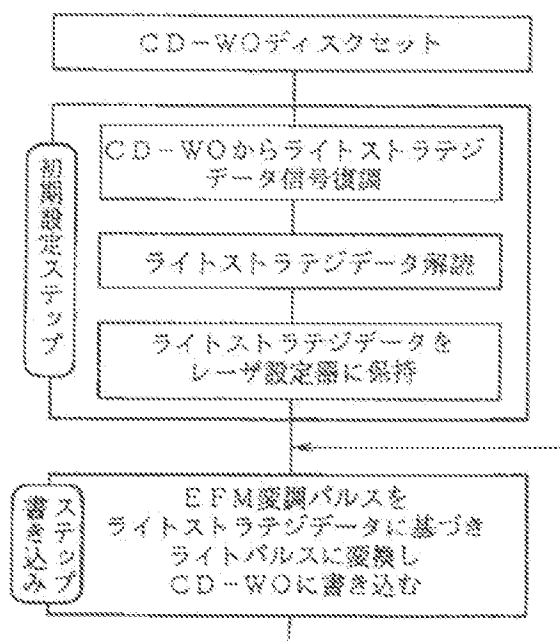 CD-WOディスクセット
初期設定ステップ
CD-WOからライトストラテジ
データ信号復調
ライトストラテジデータ解読
ライトストラテジデータを
レーザ設定器に保持
書き込み
ステップ
EFM変調パルスを
ライトストラテジデータに基づき
ライトパルスに変換し
CD-WOに書き込む